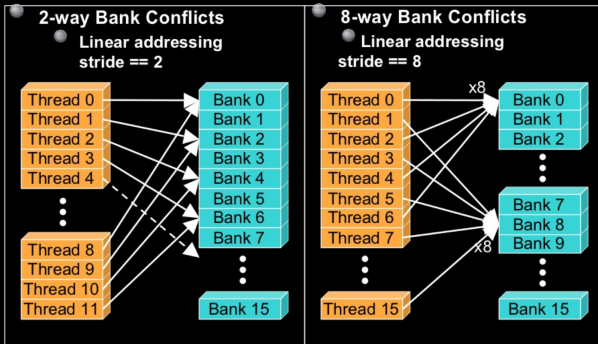 2-way Bank Conflicts
Linear addressing
stride == 2
Thread 0
Thread 1
Thread 2
Thread 3
Thread 4
Thread 8
Thread 9
Thread 10
Thread 11
Bank 0
Bank 1
Bank 2
Bank 3
Bank 4
Bank 5
Bank 6
Bank 7
Bank 15
8-way Bank Conflicts
Linear addressing
stride == 8
Thread 0
Thread 1
Thread 2
Thread 3
Thread 4
Thread 5
Thread 6
Thread 7
Thread 15
x8
x8
Bank 0
Bank 1
Bank 2
Bank 7
Bank 8
Bank 9
Bank 15